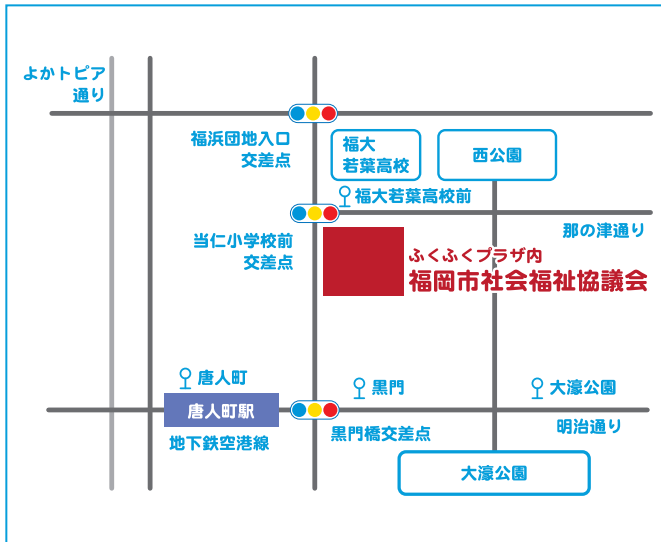 よかトピア
通り
福浜団地入口
交差点
福大
若葉高校
西公園
福大若葉高校前
当仁小学校前
交差点
那の津通り
ふくふくプラザ内
福岡市社会福祉協議会
唐人町
黒門
大濠公園
唐人町駅
地下鉄空港線
黒門橋交差点
明治通り
大濠公園